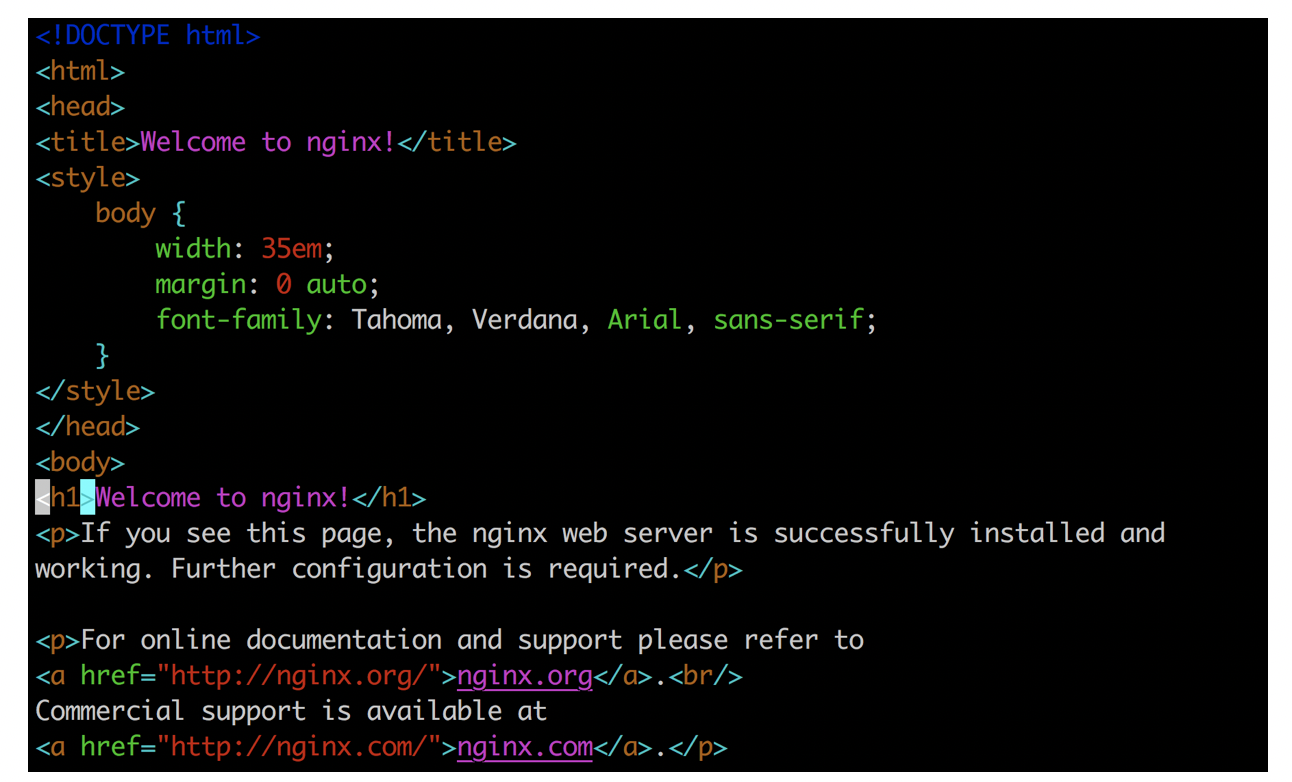 <!DOCTYPE html>
<html>
<head>
<title>Welcome to nginx!</title>
<style>
    body {
        width: 35em;
        margin: 0 auto;
        font-family: Tahoma, Verdana, Arial, sans-serif;
    }
</style>
</head>
<body>
<h1>Welcome to nginx!</h1>
<p>If you see this page, the nginx web server is successfully installed and
working. Further configuration is required.</p>

<p>For online documentation and support please refer to
<a href="http://nginx.org/">nginx.org</a>.<br/>
Commercial support is available at
<a href="http://nginx.com/">nginx.com</a>.</p>